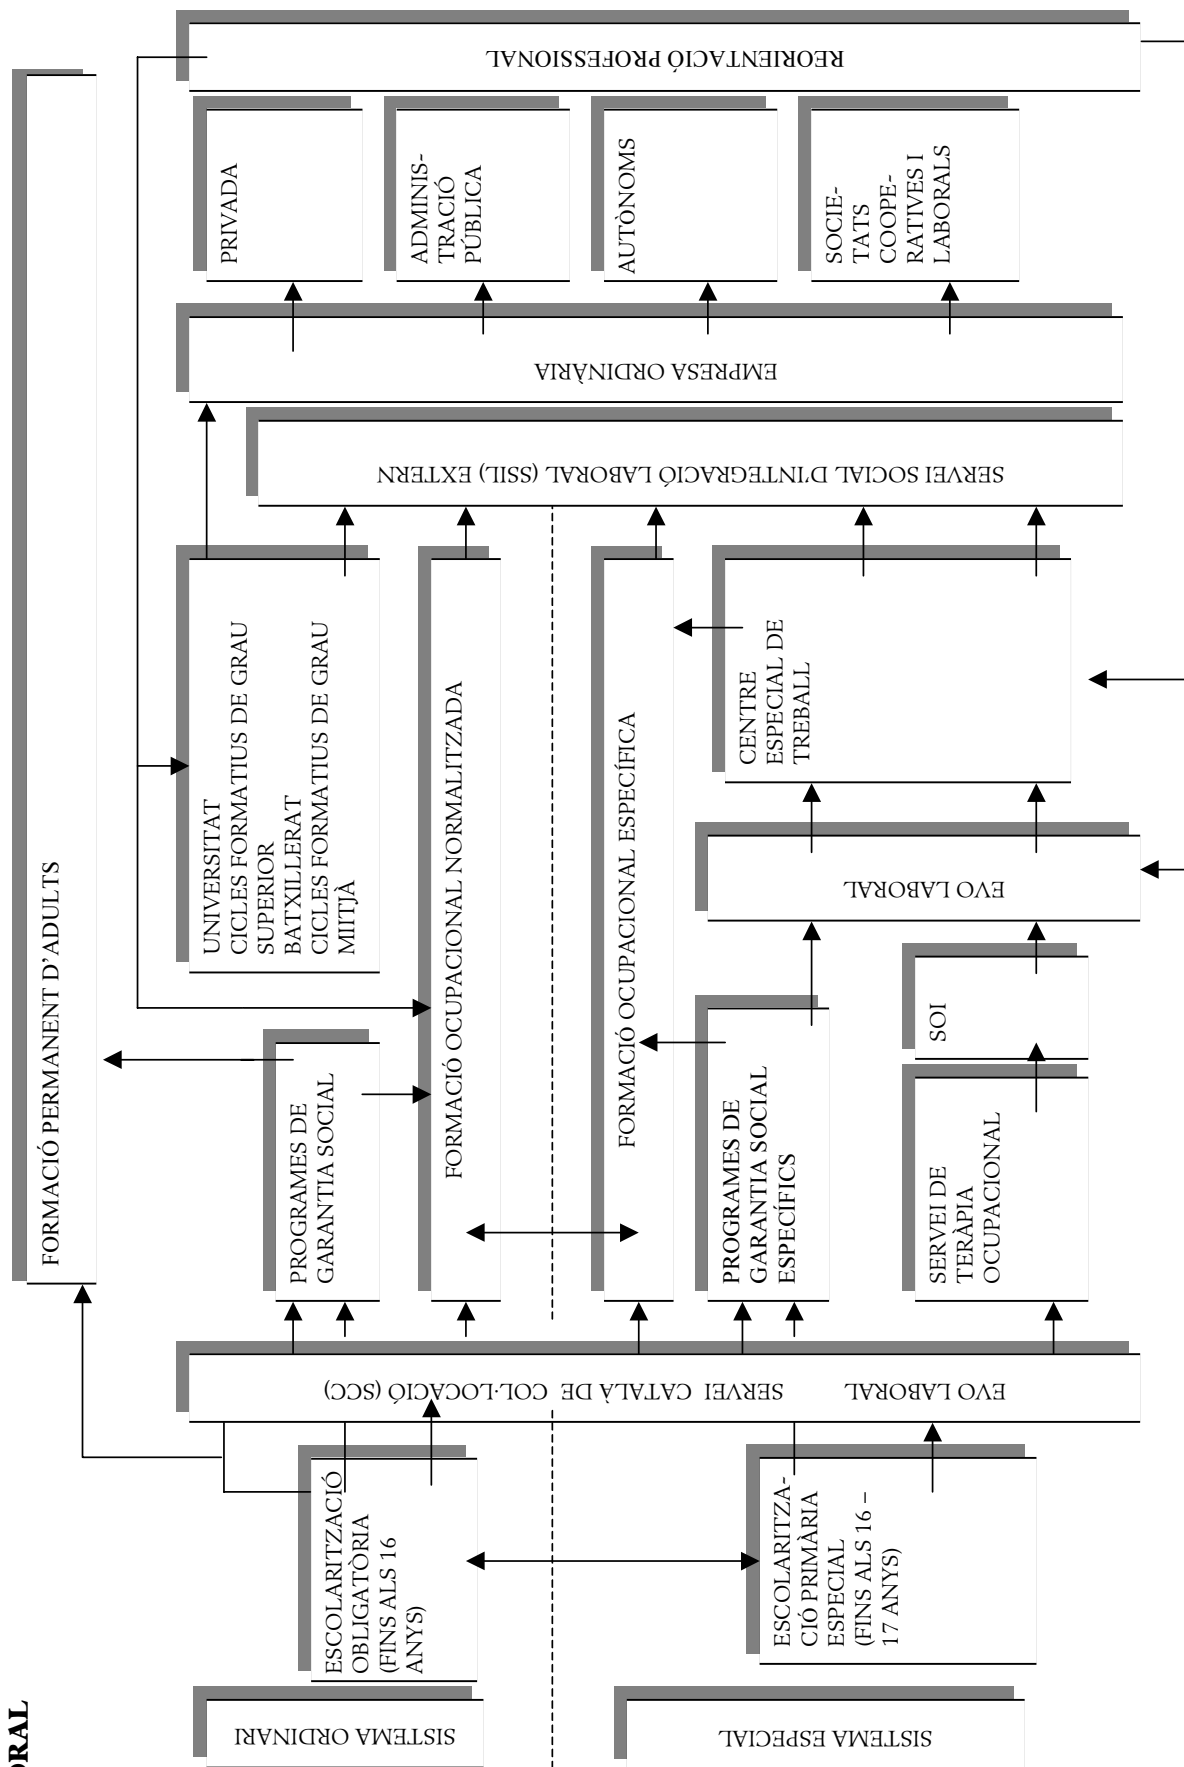 ORAL
SISTEMA ORDINARI
SISTEMA ESPECIAL
ESCOLARITZACIÓ
OBLIGATÒRIA
(FINS ALS 16
ANYS)
ESCOLARITZA-
CIÓ PRIMÀRIA
ESPECIAL
(FINS ALS 16 –
17 ANYS)
EVO LABORAL SERVEI CATALÀ DE COL·LOCACIÓ (SCC)
FORMACIÓ PERMANENT D’ADULTS
PROGRAMES DE
GARANTIA SOCIAL
FORMACIÓ OCUPACIONAL NORMALITZADA
FORMACIÓ OCUPACIONAL ESPECÍFICA
PROGRAMES DE
GARANTIA SOCIAL
ESPECÍFICS
SERVEI DE
TERÀPIA
OCUPACIONAL
SOI
EVO LABORAL
UNIVERSITAT
CICLES FORMATIUS DE GRAU
SUPERIOR
BATXILLERAT
CICLES FORMATIUS DE GRAU
MIITJÀ
CENTRE
ESPECIAL DE
TREBALL
SERVEI SOCIAL D'INTEGRACIÓ LABORAL (SSIL) EXTERN
EMPRESA ORDINÀRIA
PRIVADA
ADMINIS-
TRACIÓ
PÚBLICA
AUTÒNOMS
SOCIE-
TATS
COOPE-
RATIVES I
LABORALS
REORIENTACIÓ PROFESSIONAL